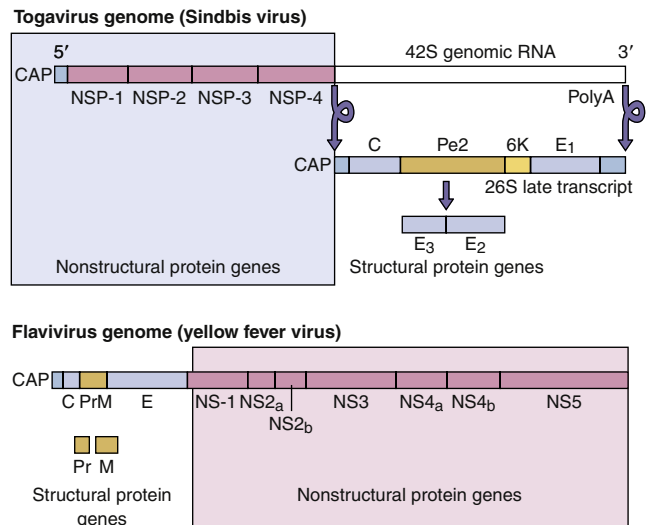 Togavirus genome (Sindbis virus)
5′ 42S genomic RNA 3′
CAP
NSP-1 NSP-2 NSP-3 NSP-4 PolyA
C Pe2 6K E1
CAP
26S late transcript
E3 E2
Nonstructural protein genes Structural protein genes
Flavivirus genome (yellow fever virus)
CAP
C PrM E NS-1 NS2a NS3 NS4a NS4b NS5
NS2b
Pr M
Structural protein Nonstructural protein genes
genes